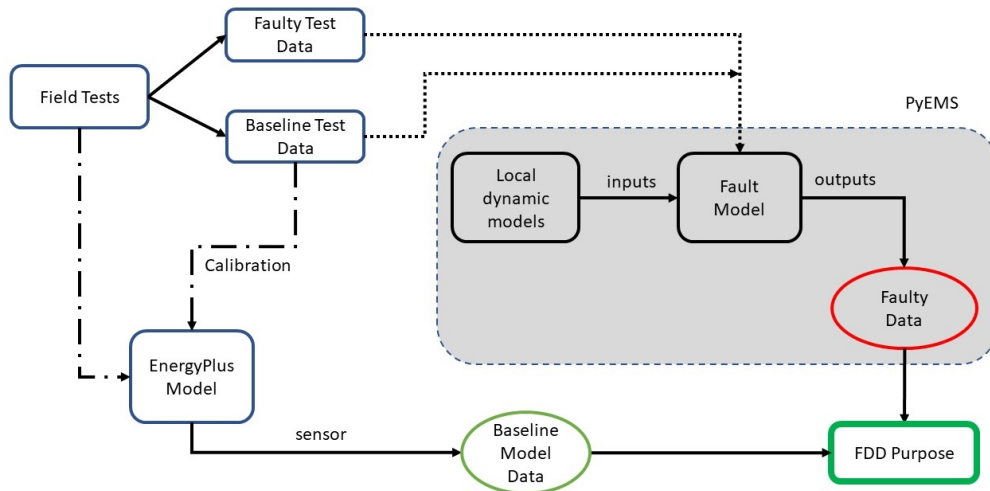 Faulty Test
Data
Field Tests
Baseline Test
Data
PyEMS
Local
dynamic
models
inputs
Fault
Model
outputs
Calibration
Faulty
Data
EnergyPlus
Model
sensor
Baseline
Model
Data
FDD Purpose